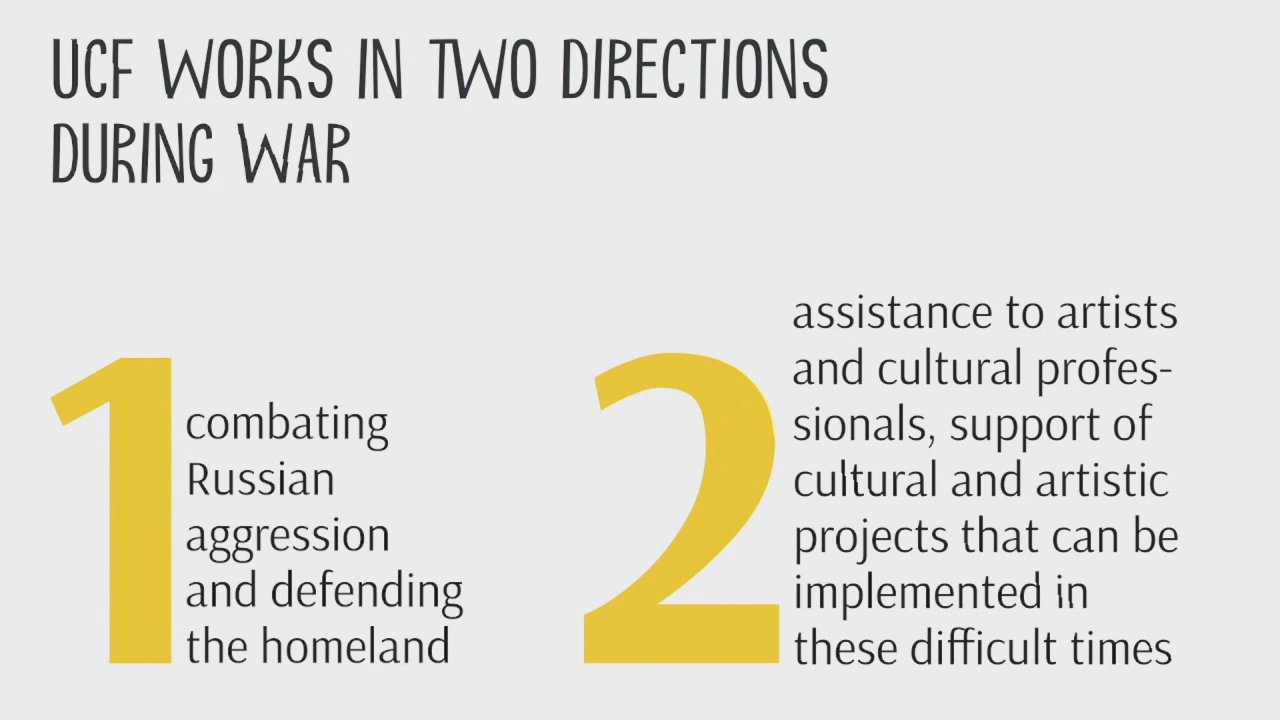 UCF WORKS IN TWO DIRECTIONS
DURING WAR
1
combating
Russian
aggression
and defending
the homeland
2
assistance to artists
and cultural profes-
sionals, support of
cultural and artistic
projects that can be
implemented in
these difficult times